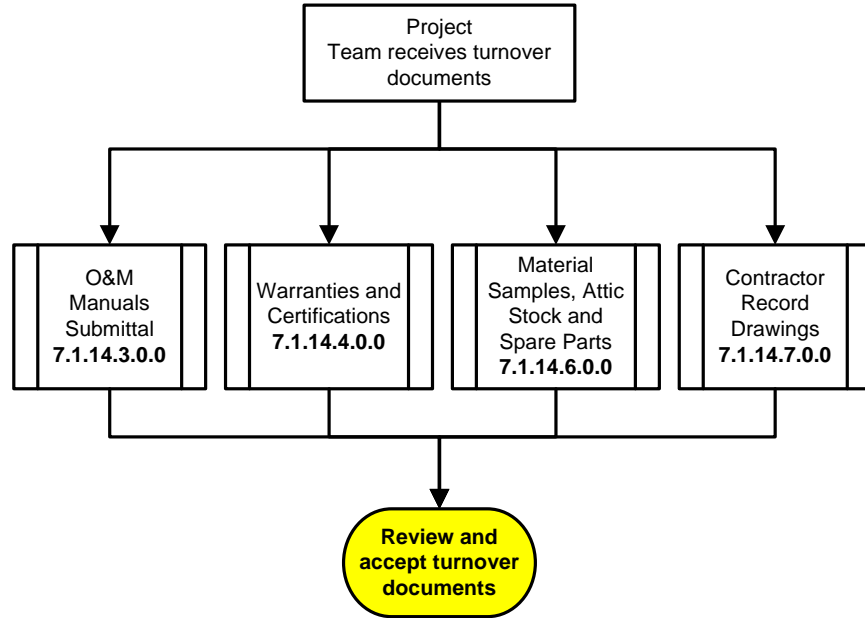 Project
Team receives turnover
documents
O&M
Manuals
Submittal
7.1.14.3.0.0
Warranties and
Certifications
7.1.14.4.0.0
Material
Samples, Attic
Stock and
Spare Parts
7.1.14.6.0.0
Contractor
Record
Drawings
7.1.14.7.0.0
Review and
accept turnover
documents